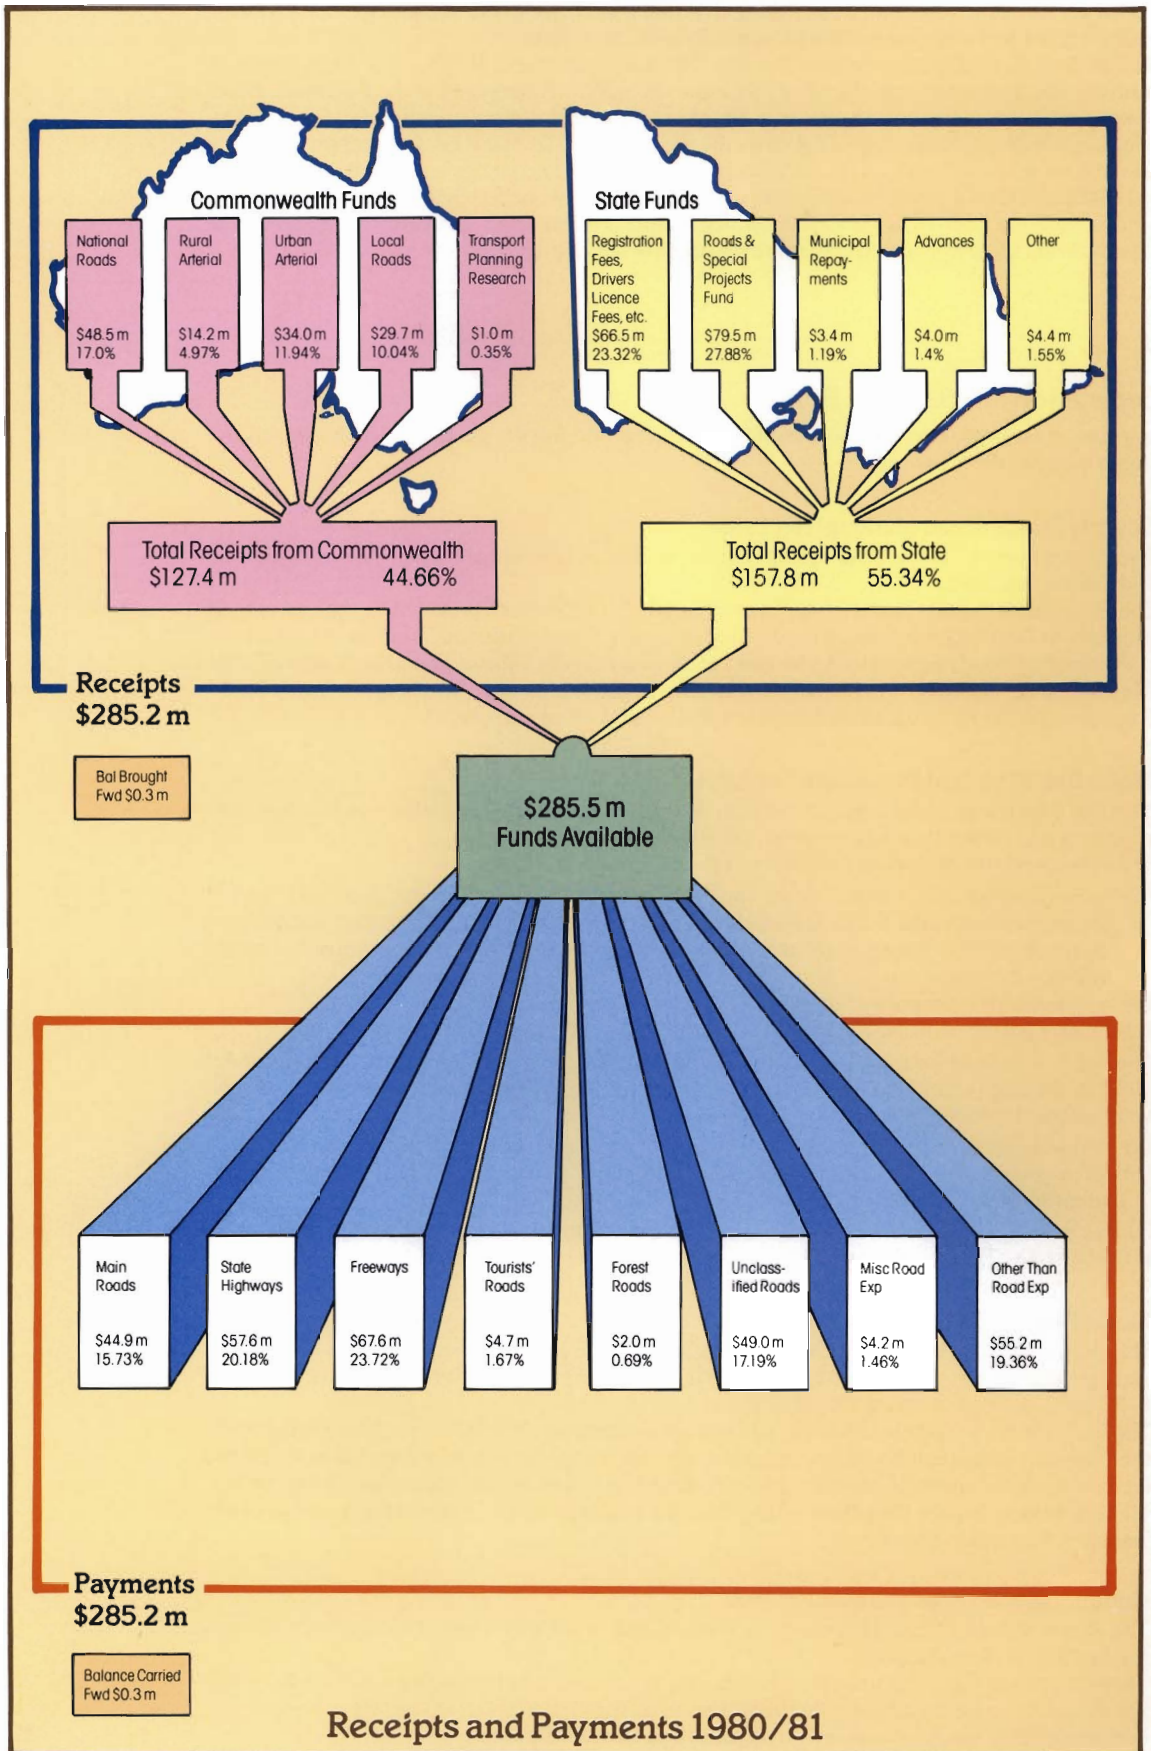 Commonwealth Funds
National
Roads
$48.5 m
17.0%
Rural
Arterial
$14.2 m
4.97%
Urban
Arterial
$34.0 m
11.94%
Local
Roads
$29.7 m
10.04%
Transport
Planning
Research
$1.0 m
0.35%
State Funds
Registration
Fees,
Drivers
Licence
Fees, etc.
$66.5 m
23.32%
Roads &
Special
Projects
Fund
$79.5 m
27.88%
Municipal
Repay-
ments
$3.4 m
1.19%
Advances
$4.0 m
1.4%
Other
$4.4 m
1.55%
Total Receipts from Commonwealth
$127.4 m 44.66%
Total Receipts from State
$157.8 m 55.34%
Receipts
$285.2 m
Bal Brought
Fwd $0.3 m
$285.5 m
Funds Available
Main
Roads
$44.9 m
15.73%
State
Highways
$57.6 m
20.18%
Freeways
$67.6 m
23.72%
Tourists'
Roads
$4.7 m
1.67%
Forest
Roads
$2.0 m
0.69%
Unclass-
ified Roads
$49.0 m
17.19%
Misc Road
Exp
$4.2 m
1.46%
Other Than
Road Exp
$55.2 m
19.36%
Payments
$285.2 m
Balance Carried
Fwd $0.3 m
Receipts and Payments 1980/81